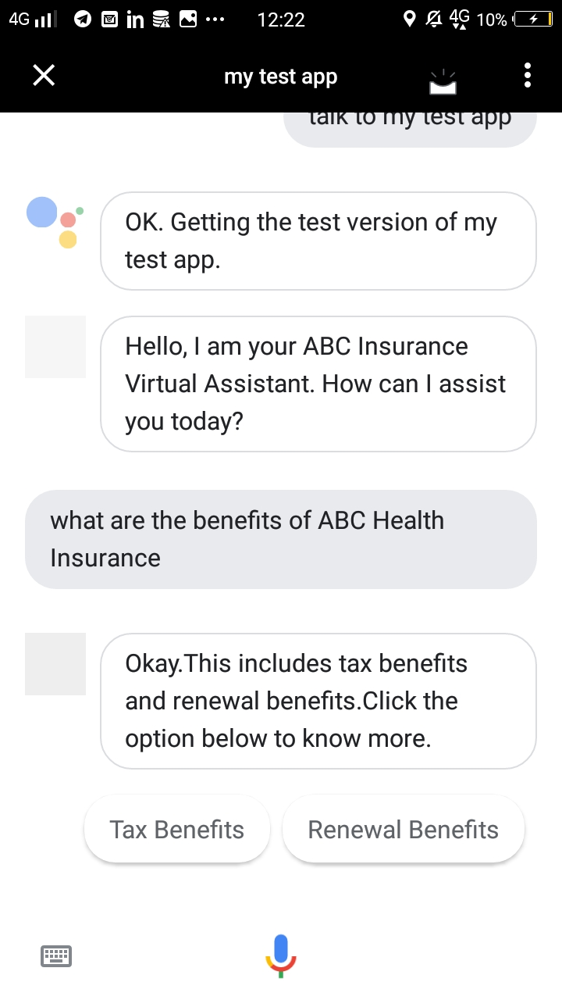 4G in ... 12:22 4G 10%
my test app
talk to my test app
OK. Getting the test version of my
test app.
Hello, I am your ABC Insurance
Virtual Assistant. How can I assist
you today?
what are the benefits of ABC Health
Insurance
Okay.This includes tax benefits
and renewal benefits.Click the
option below to know more.
Tax Benefits Renewal Benefits